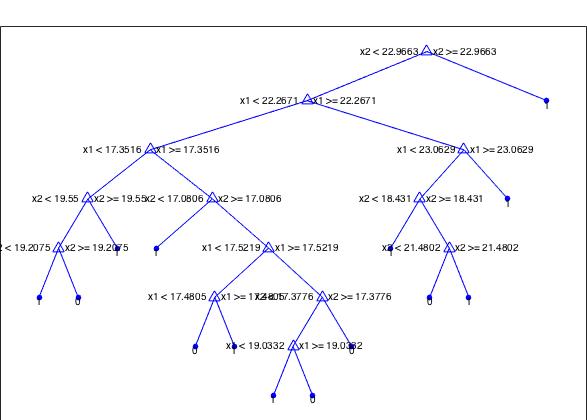 x2 < 22.9663 x2 >= 22.9663
x1 < 22.2671 x1 >= 22.2671
1
x1 < 17.3516 x1 >= 17.3516 x1 < 23.0629 x1 >= 23.0629
x2 < 19.55 x2 >= 19.55 x2 < 17.0806 x2 >= 17.0806 x2 < 18.431 x2 >= 18.431
1
< 19.2075 x2 >= 19.2075 1 1 x1 < 17.5219 x1 >= 17.5219 1 x2 < 21.4802 x2 >= 21.4802
1 0 x1 < 17.4805 x1 >= 17.4805 x2 < 17.3776 x2 >= 17.3776 0 1
0 1 x1 < 19.0332 x1 >= 19.0332 0
1 0